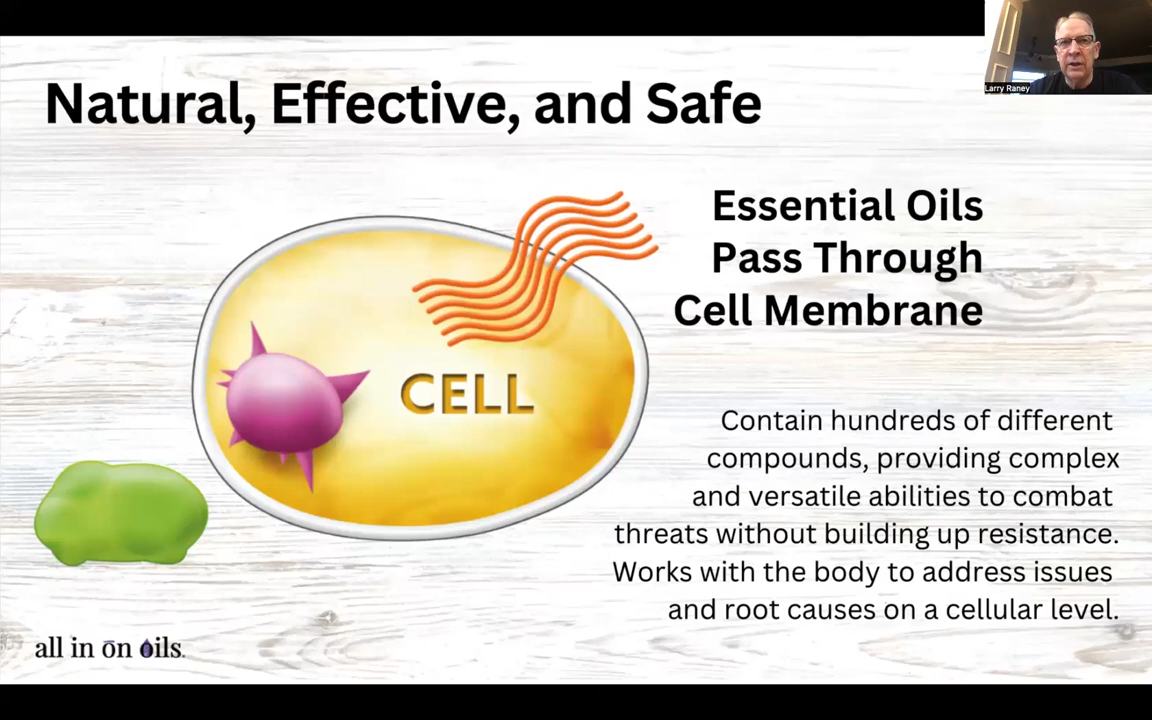 Larry Raney
Natural, Effective, and Safe
Essential Oils
Pass Through
Cell Membrane
CELL
Contain hundreds of different
compounds, providing complex
and versatile abilities to combat
threats without building up resistance.
Works with the body to address issues
and root causes on a cellular level.
all in ōn oils.